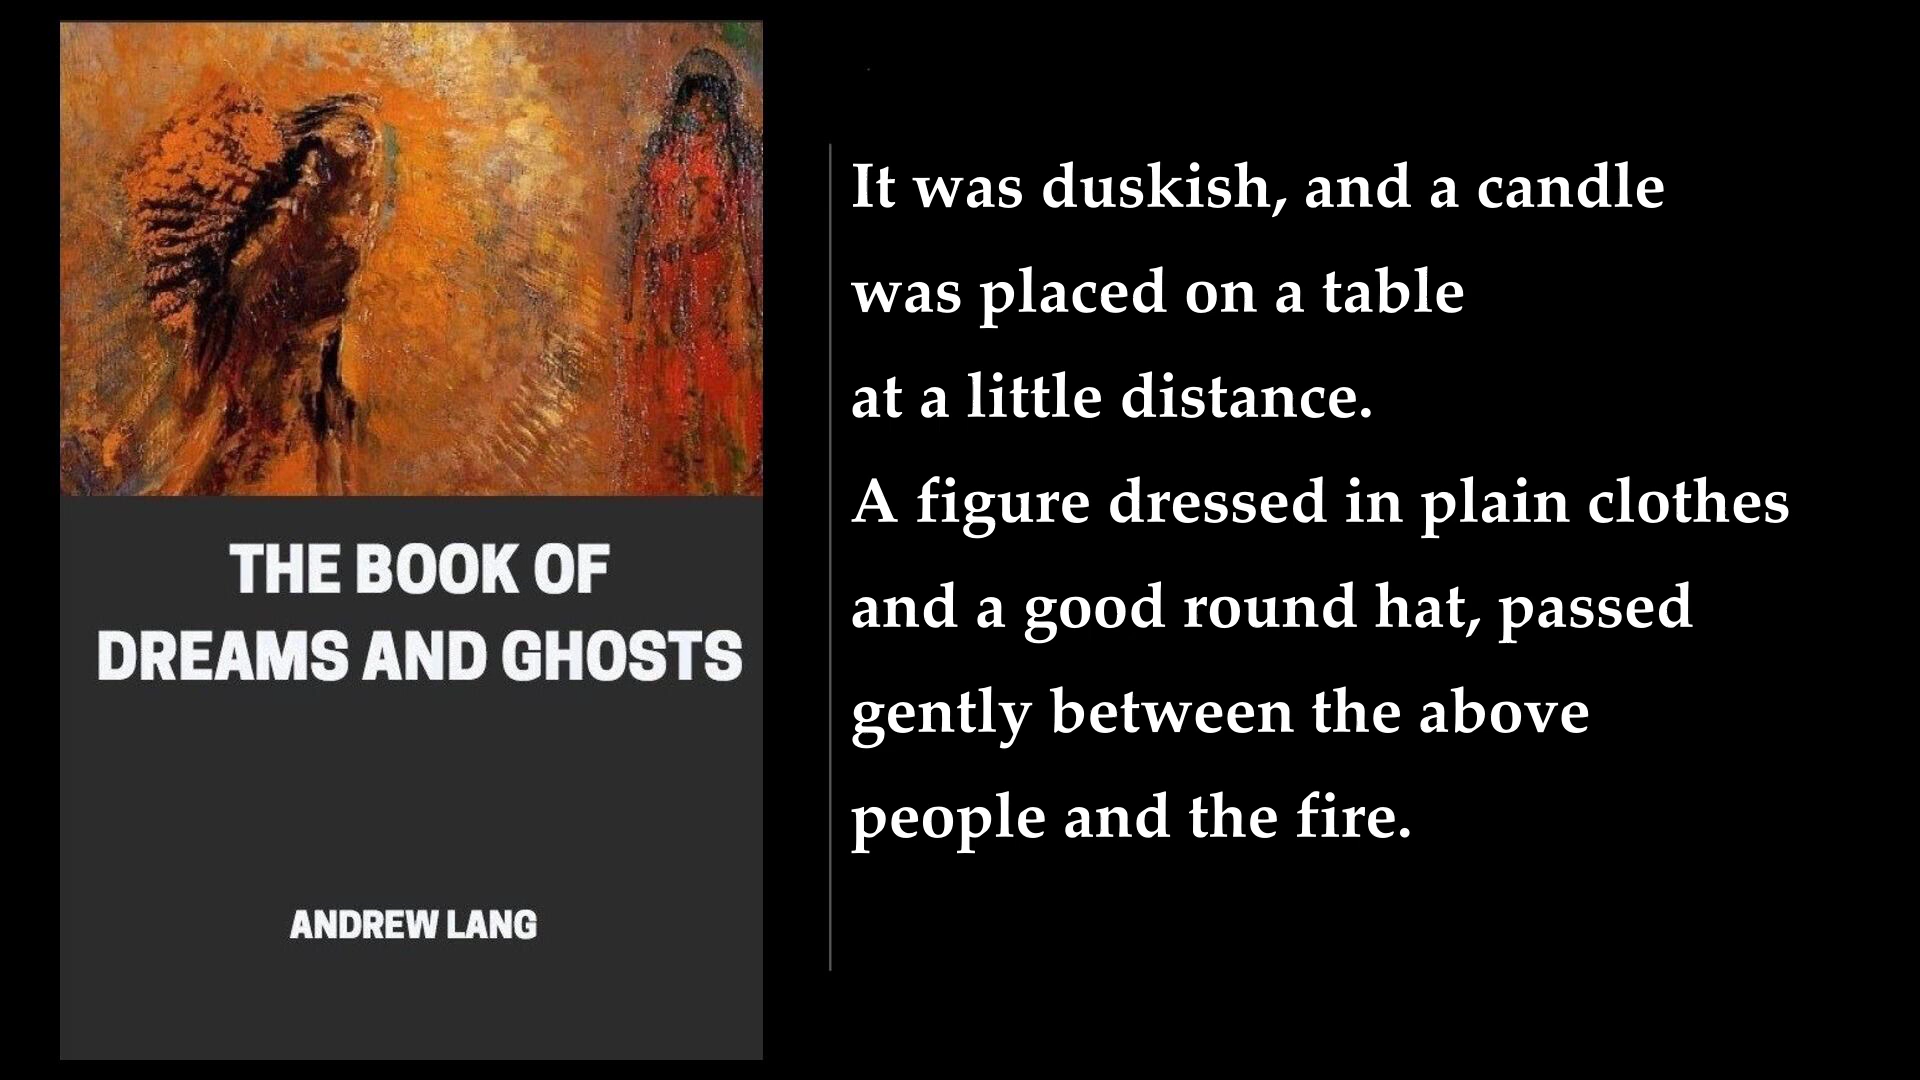 THE BOOK OF
DREAMS AND GHOSTS
ANDREW LANG
It was duskish, and a candle
was placed on a table
at a little distance.
A figure dressed in plain clothes
and a good round hat, passed
gently between the above
people and the fire.